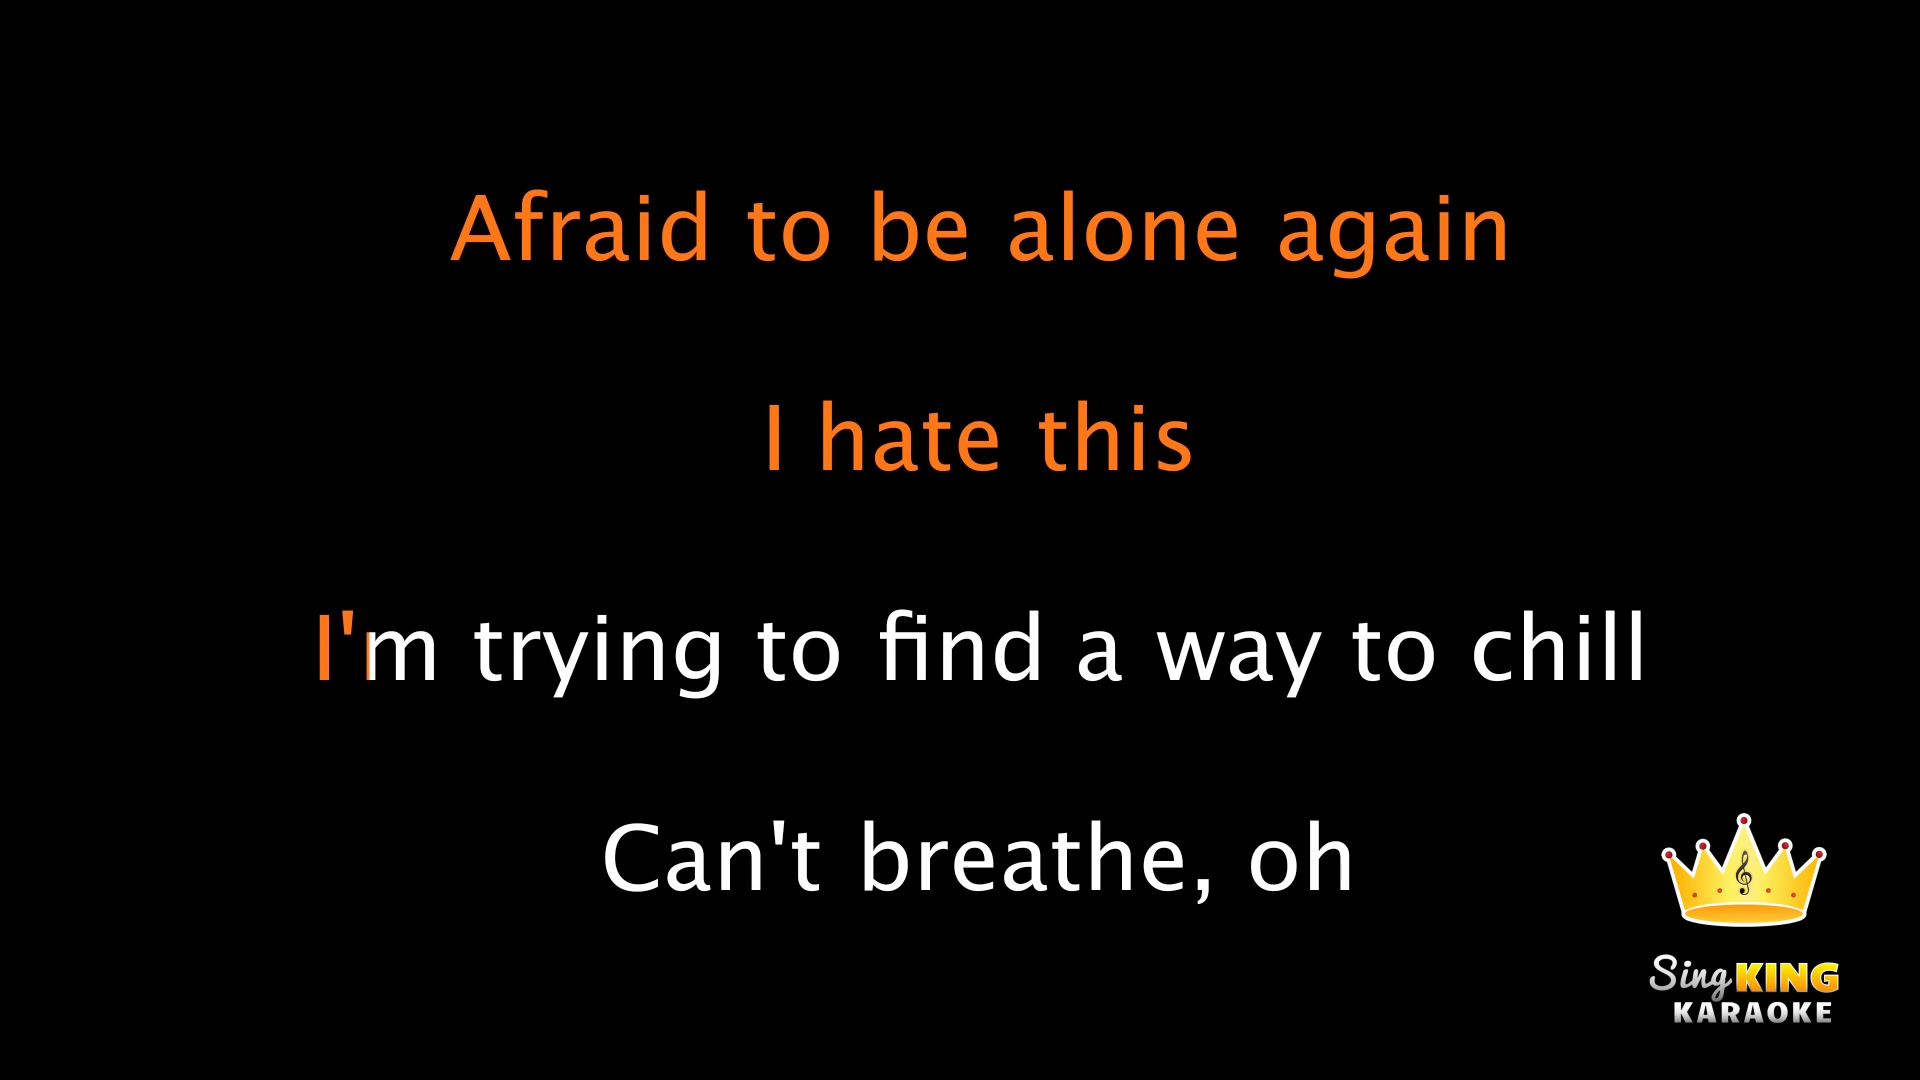 Afraid to be alone again
I hate this
I'm trying to find a way to chill
Can't breathe, oh
Sing KING
KARAOKE